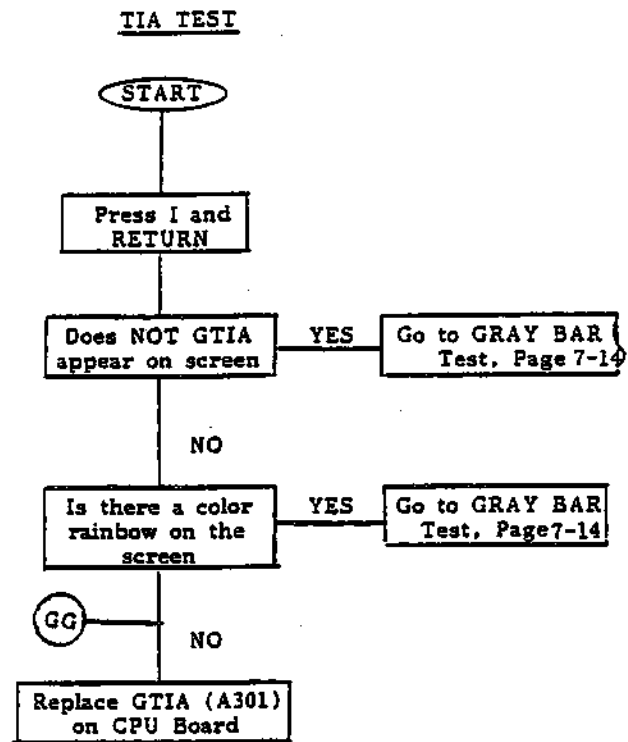 TIA TEST
START
Press I and
RETURN
Does NOT GTIA
appear on screen
YES
Go to GRAY BAR
Test, Page 7-14
NO
Is there a color
rainbow on the
screen
YES
Go to GRAY BAR
Test, Page 7-14
GG
NO
Replace GTIA (A301)
on CPU Board